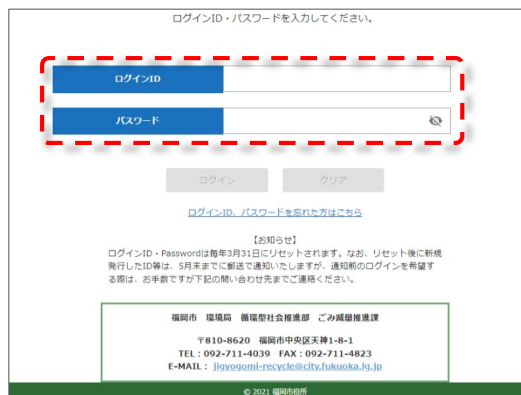 ログインID・パスワードを入力してください。
ログインID
パスワード
ログイン クリア
ログインID、パスワードを忘れた方はこちら
【お知らせ】
ログインID・Passwordは毎年3月31日にリセットされます。なお、リセット後に新規
発行したID等は、5月末までに郵送で通知いたしますが、通知前のログインを希望す
る際は、お手数ですが下記の問い合わせ先までご連絡ください。
福岡市 環境局 循環型社会推進部 ごみ減量推進課
〒810-8620 福岡市中央区天神1-8-1
TEL：092-711-4039 FAX：092-711-4823
E-MAIL： jigyogomi-recycle@city.fukuoka.lg.jp
© 2021 福岡市役所